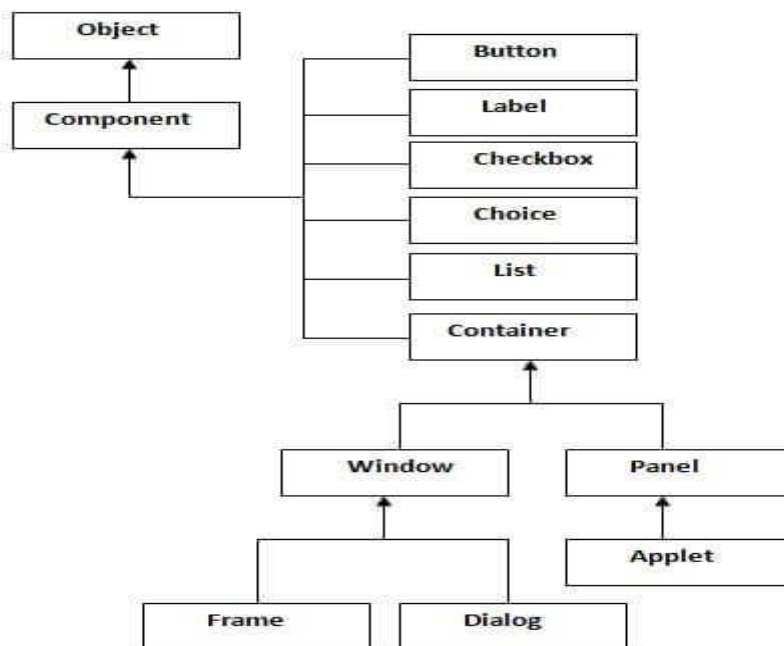 Object
Component
Button
Label
Checkbox
Choice
List
Container
Window
Panel
Applet
Frame
Dialog